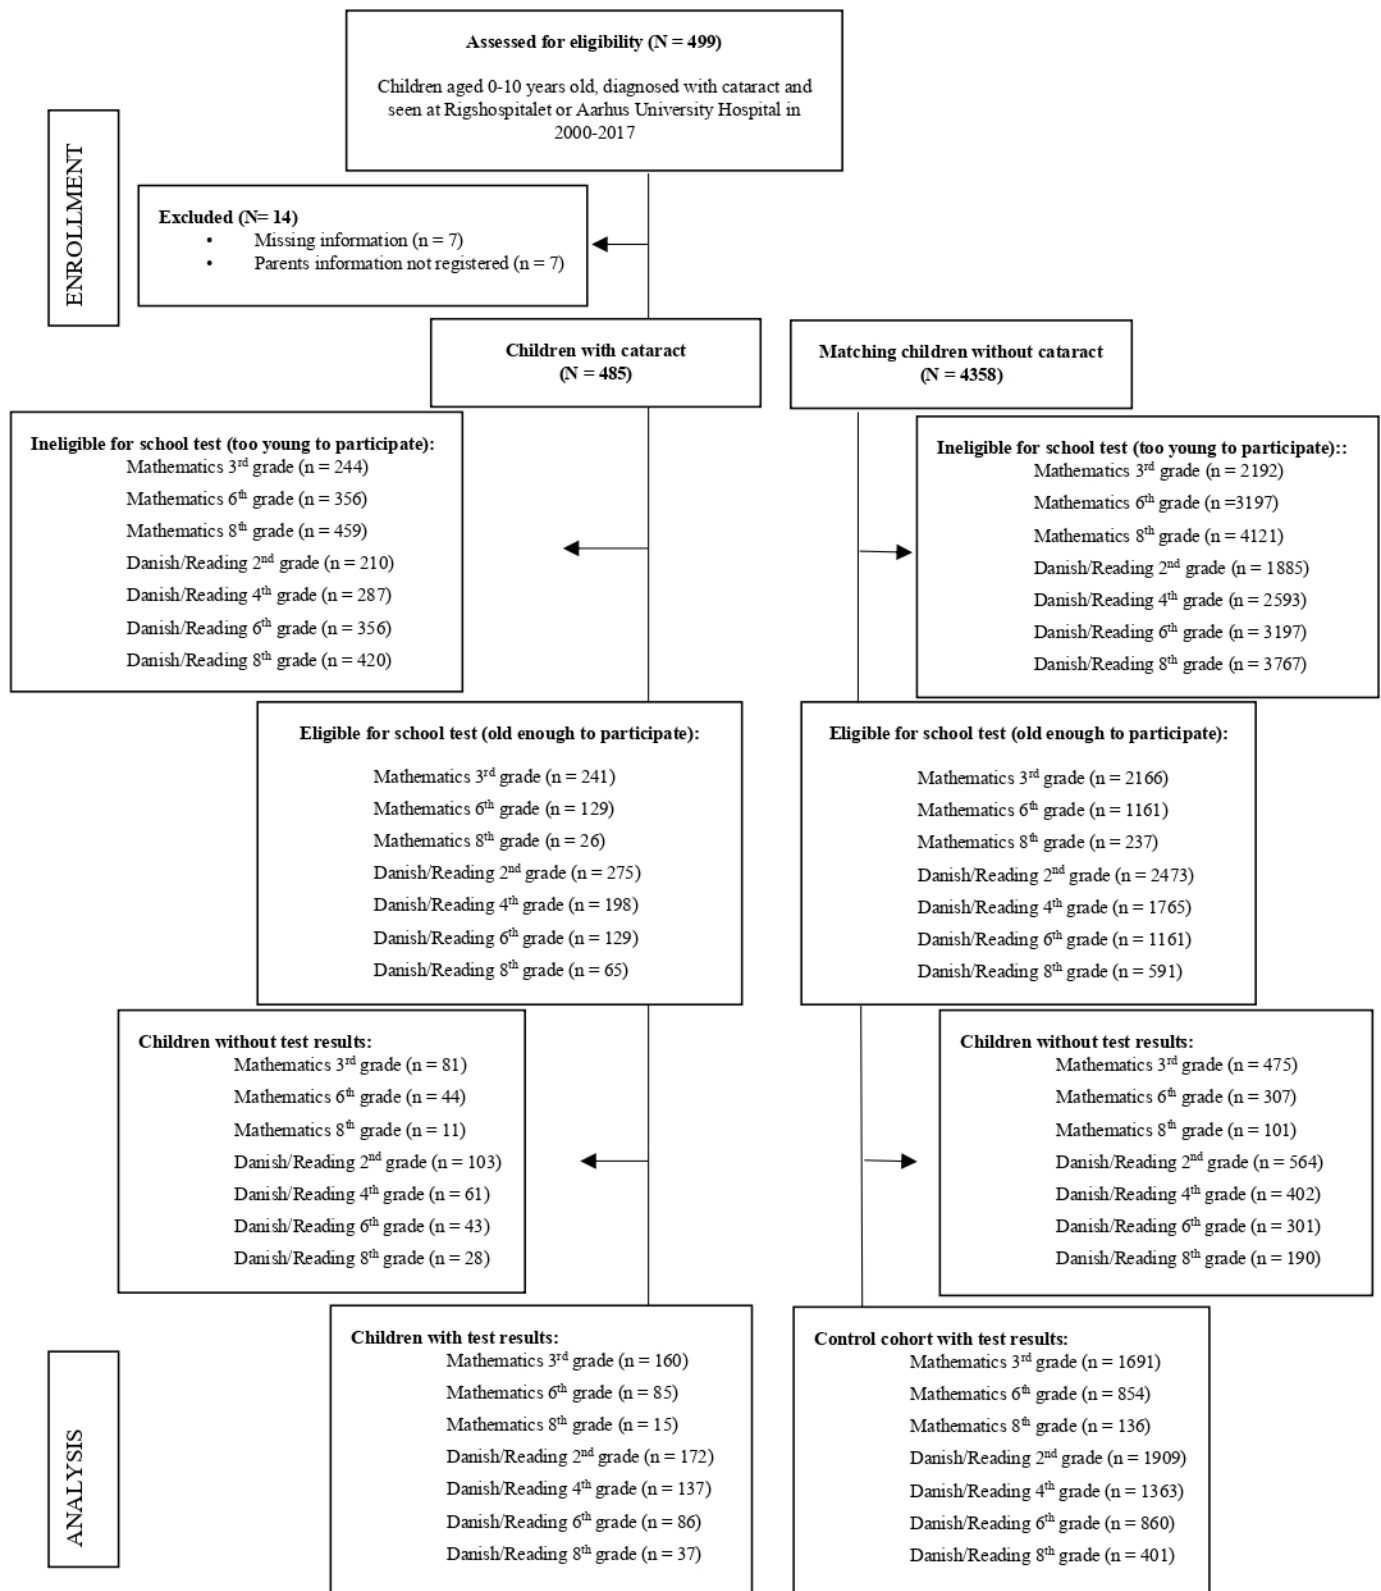 Assessed for eligibility (N = 499)
Children aged 0-10 years old, diagnosed with cataract and
seen at Rigshospitalet or Aarhus University Hospital in
2000-2017
ENROLLMENT
Excluded (N= 14)
• Missing information (n = 7)
• Parents information not registered (n = 7)
Children with cataract
(N = 485)
Matching children without cataract
(N = 4358)
Ineligible for school test (too young to participate):
Mathematics 3rd grade (n = 244)
Mathematics 6th grade (n = 356)
Mathematics 8th grade (n = 459)
Danish/Reading 2nd grade (n = 210)
Danish/Reading 4th grade (n = 287)
Danish/Reading 6th grade (n = 356)
Danish/Reading 8th grade (n = 420)
Ineligible for school test (too young to participate)::
Mathematics 3rd grade (n = 2192)
Mathematics 6th grade (n =3197)
Mathematics 8th grade (n = 4121)
Danish/Reading 2nd grade (n = 1885)
Danish/Reading 4th grade (n = 2593)
Danish/Reading 6th grade (n = 3197)
Danish/Reading 8th grade (n = 3767)
Eligible for school test (old enough to participate):
Mathematics 3rd grade (n = 241)
Mathematics 6th grade (n = 129)
Mathematics 8th grade (n = 26)
Danish/Reading 2nd grade (n = 275)
Danish/Reading 4th grade (n = 198)
Danish/Reading 6th grade (n = 129)
Danish/Reading 8th grade (n = 65)
Eligible for school test (old enough to participate):
Mathematics 3rd grade (n = 2166)
Mathematics 6th grade (n = 1161)
Mathematics 8th grade (n = 237)
Danish/Reading 2nd grade (n = 2473)
Danish/Reading 4th grade (n = 1765)
Danish/Reading 6th grade (n = 1161)
Danish/Reading 8th grade (n = 591)
Children without test results:
Mathematics 3rd grade (n = 81)
Mathematics 6th grade (n = 44)
Mathematics 8th grade (n = 11)
Danish/Reading 2nd grade (n = 103)
Danish/Reading 4th grade (n = 61)
Danish/Reading 6th grade (n = 43)
Danish/Reading 8th grade (n = 28)
Children without test results:
Mathematics 3rd grade (n = 475)
Mathematics 6th grade (n = 307)
Mathematics 8th grade (n = 101)
Danish/Reading 2nd grade (n = 564)
Danish/Reading 4th grade (n = 402)
Danish/Reading 6th grade (n = 301)
Danish/Reading 8th grade (n = 190)
ANALYSIS
Children with test results:
Mathematics 3rd grade (n = 160)
Mathematics 6th grade (n = 85)
Mathematics 8th grade (n = 15)
Danish/Reading 2nd grade (n = 172)
Danish/Reading 4th grade (n = 137)
Danish/Reading 6th grade (n = 86)
Danish/Reading 8th grade (n = 37)
Control cohort with test results:
Mathematics 3rd grade (n = 1691)
Mathematics 6th grade (n = 854)
Mathematics 8th grade (n = 136)
Danish/Reading 2nd grade (n = 1909)
Danish/Reading 4th grade (n = 1363)
Danish/Reading 6th grade (n = 860)
Danish/Reading 8th grade (n = 401)